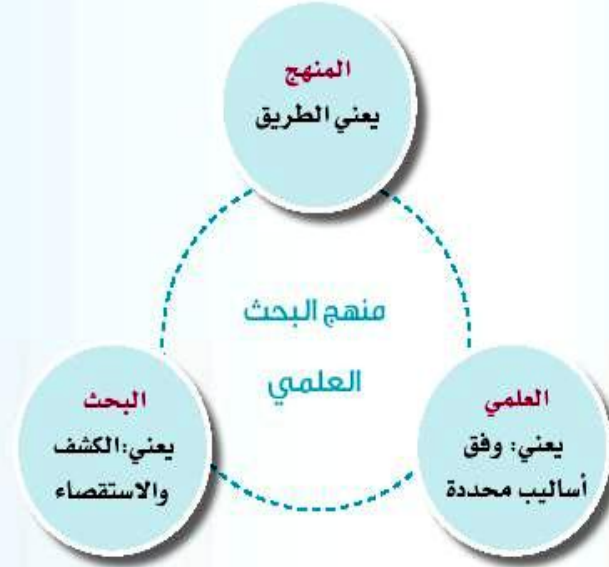 المنهج
يعني الطريق
منهج البحث
العلمي
العلمي
يعني: وفق
أساليب محددة
البحث
يعني:الكشف
والاستقصاء